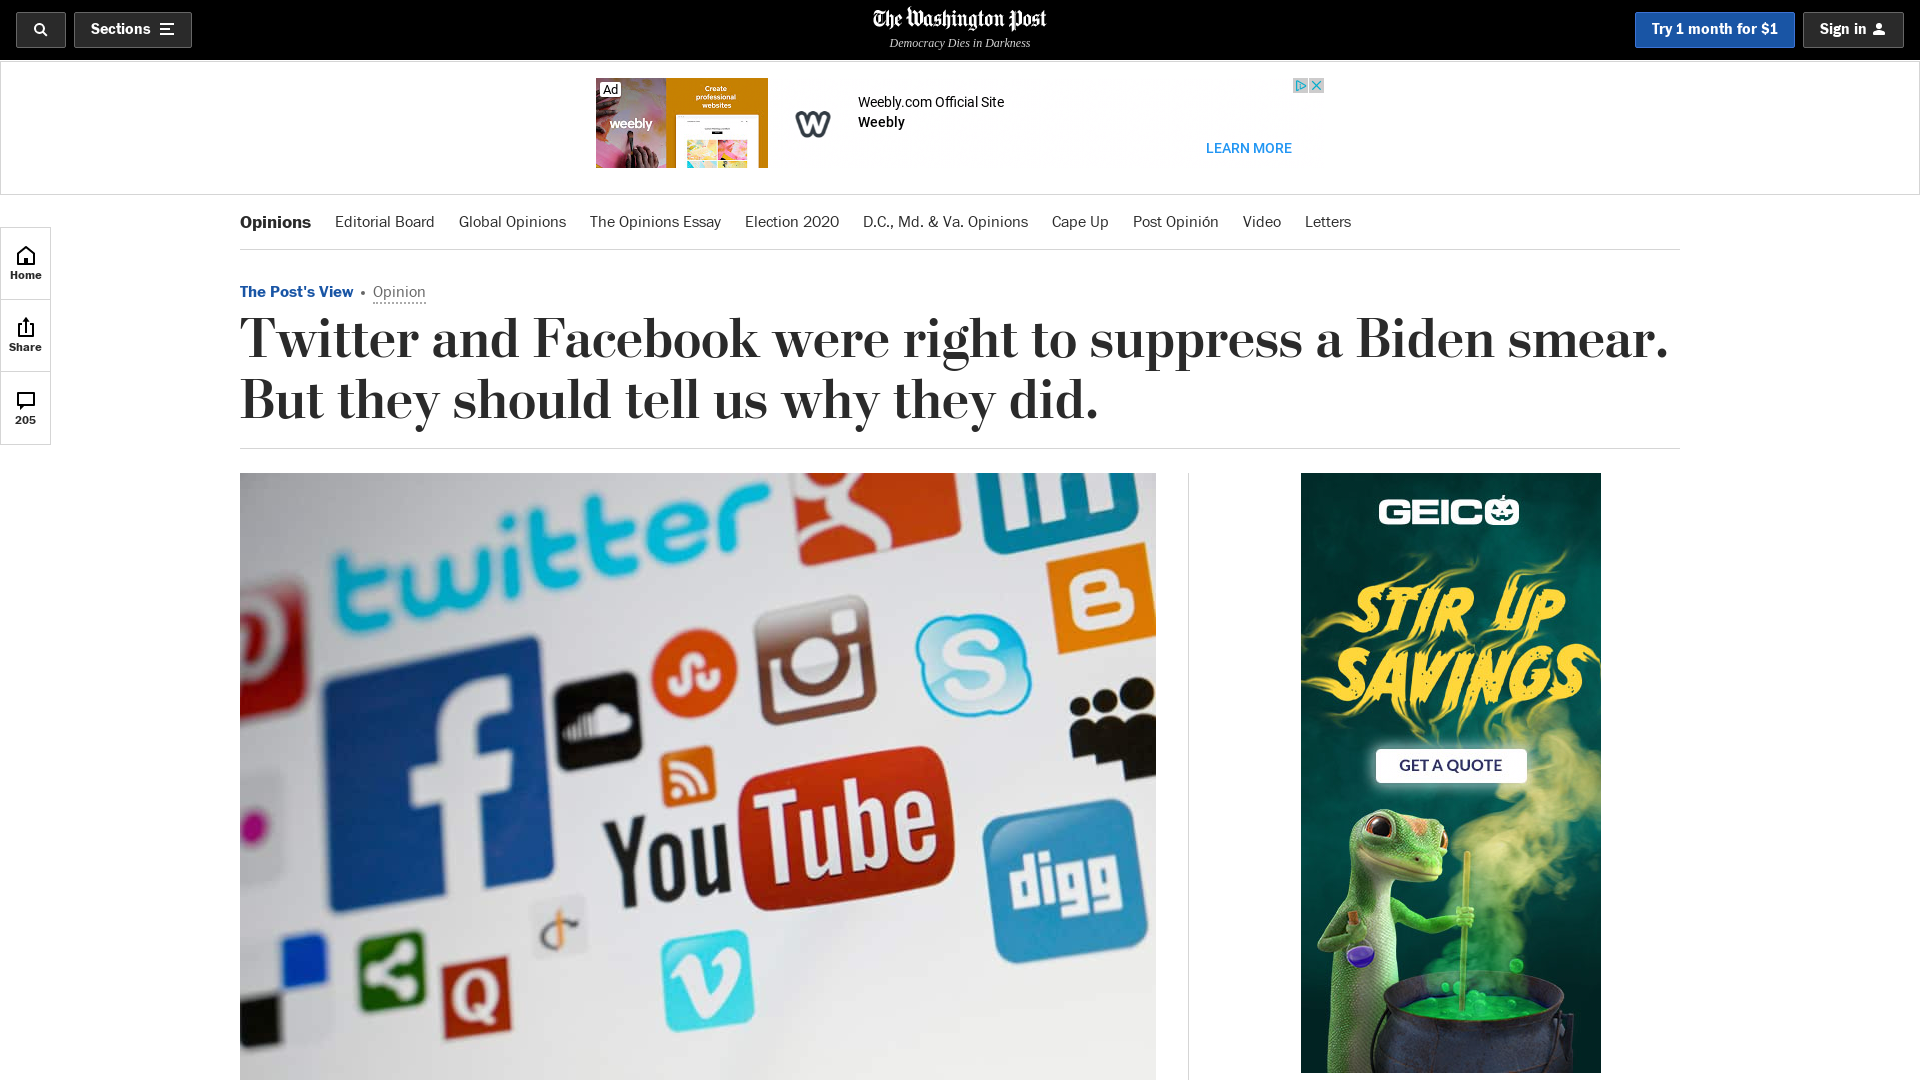 Sections
The Washington Post
Democracy Dies in Darkness
Try 1 month for $1
Sign in
Ad
weebly
Create
professional
websites
Weebly.com Official Site
Weebly
LEARN MORE
Opinions Editorial Board Global Opinions The Opinions Essay Election 2020 D.C., Md. & Va. Opinions Cape Up Post Opinión Video Letters
Home
Share
205
The Post's View • Opinion
Twitter and Facebook were right to suppress a Biden smear.
But they should tell us why they did.
twitter
g
in
B
f
S
You Tube
digg
Q
V
GEICO
STIR UP
SAVINGS
GET A QUOTE